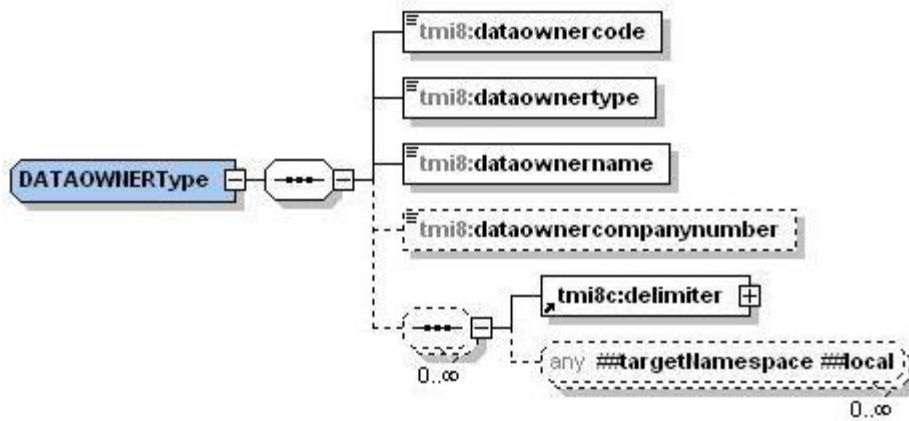 tmi8:dataownercode
tmi8:dataownertype
tmi8:dataownername
DATAOWNERType
tmi8:dataownercompanynumber
tmi8c:delimiter
any ##targetNamespace ##local
0..∞
0..∞